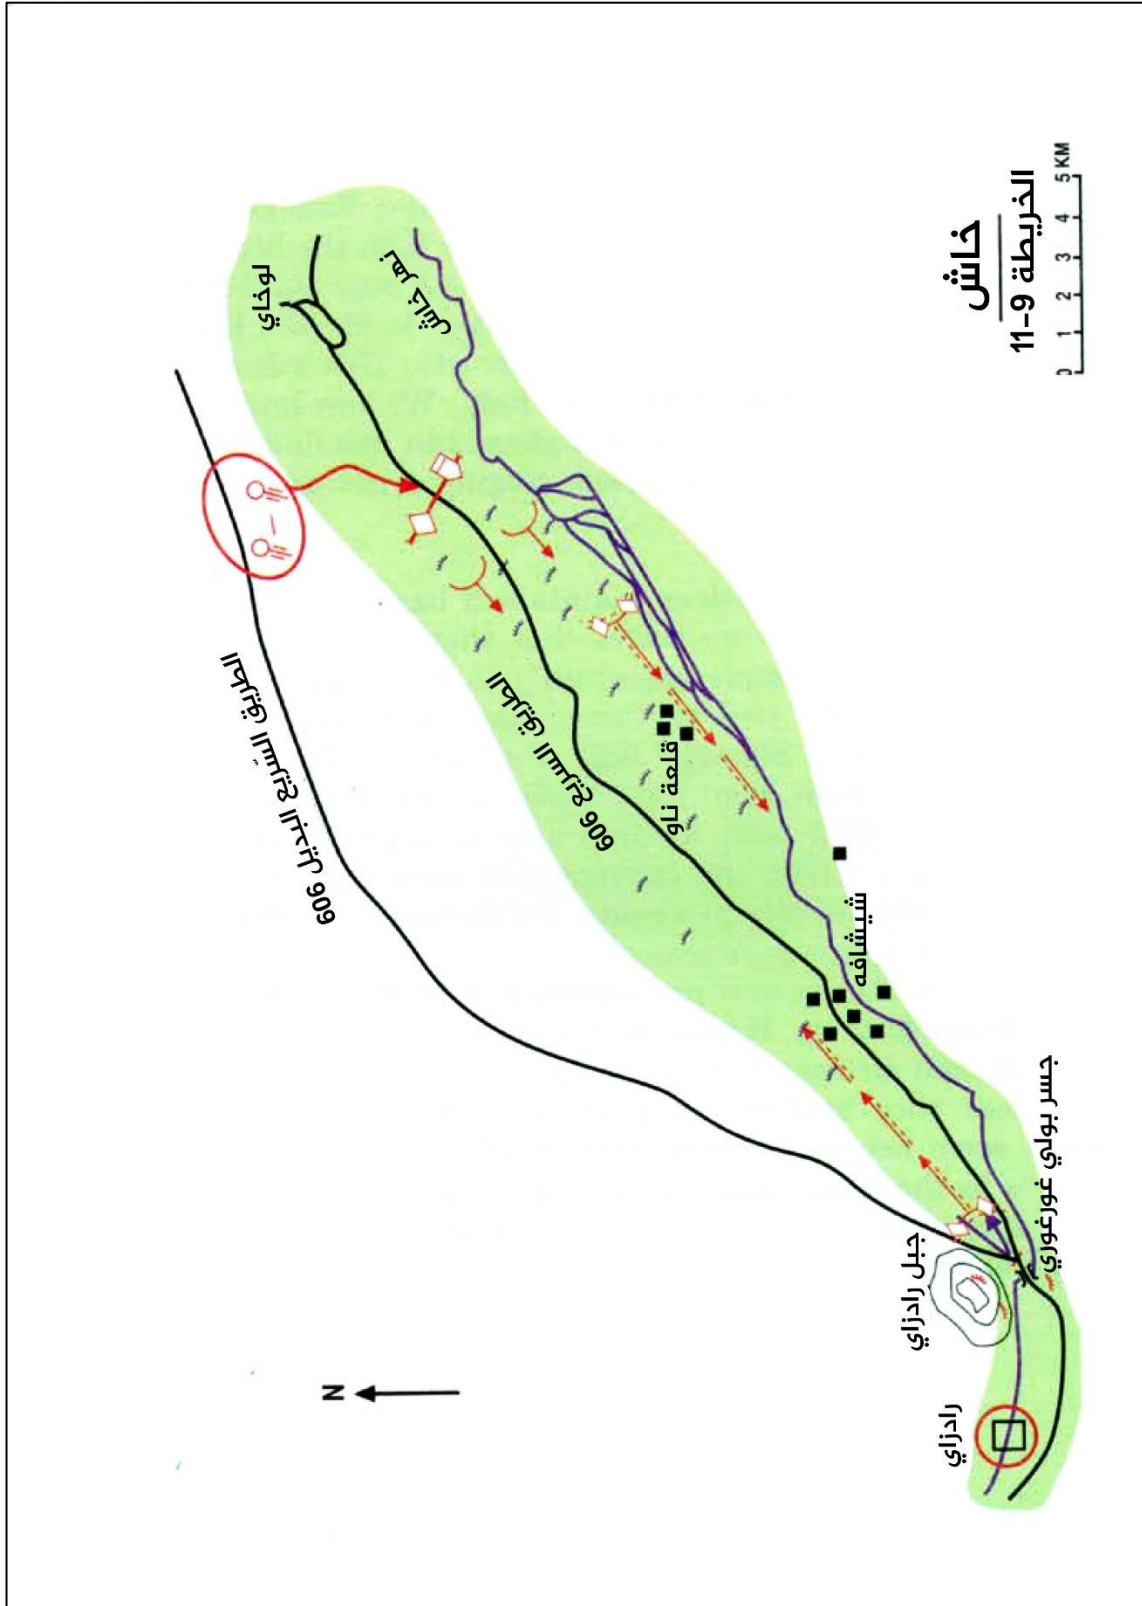 خاش
الخريطة 9-11
0 1 2 3 4 5 KM
لوخاي
نهر خاش
الطريق السريع البديل 606
الطريق السريع 606
قلعة ناو
شيشافه
جسر بولي غورغوري
جبل رادزاي
رادزاي
N